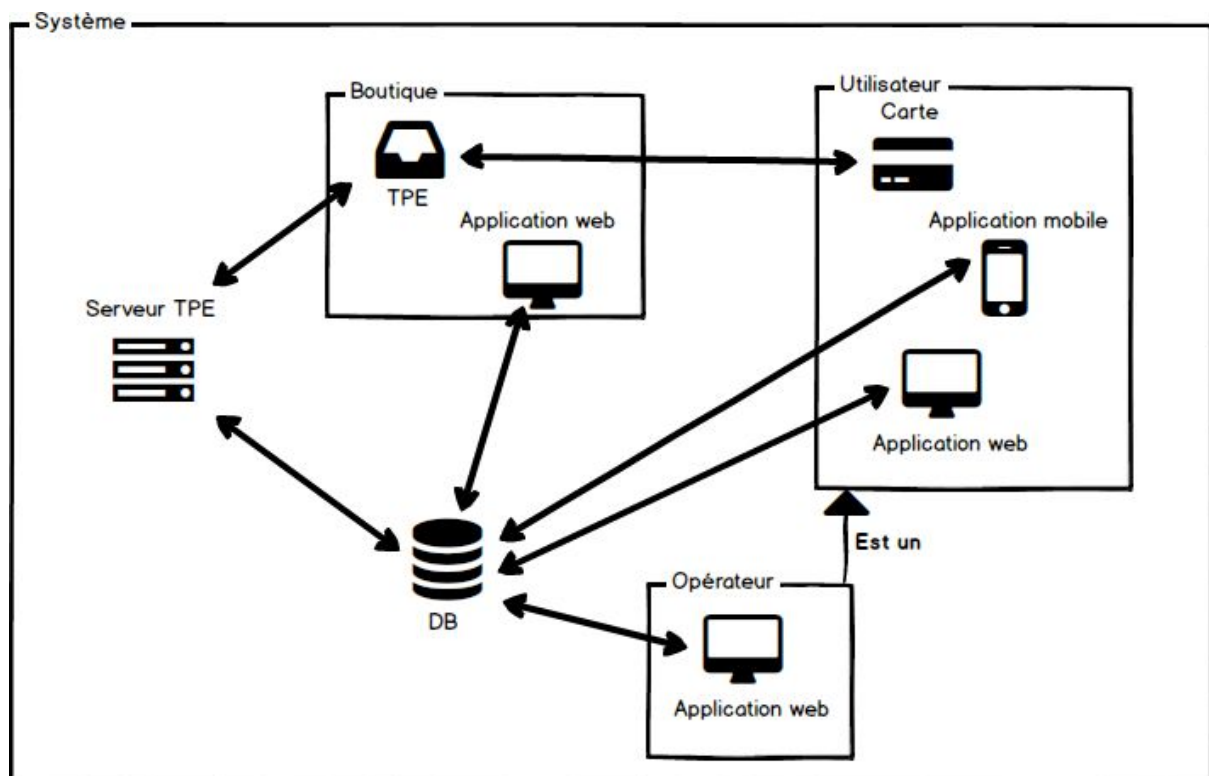 Système
Boutique
TPE
Application web
Utilisateur
Carte
Application mobile
Application web
Serveur TPE
DB
Est un
Opérateur
Application web